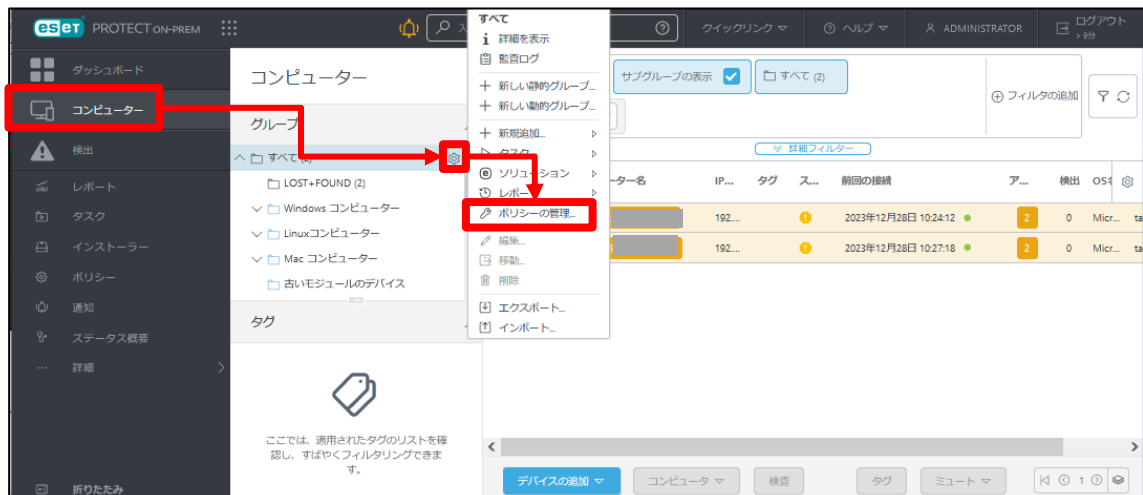 eset PROTECT ON-PREM
クイックリンク
ヘルプ
ADMINISTRATOR
ログアウト
> 9分
ダッシュボード
コンピューター
検出
レポート
タスク
インストーラー
ポリシー
通知
ステータス概要
詳細
折りたたみ
コンピューター
グループ
すべて
LOST+FOUND (2)
Windows コンピューター
Linuxコンピューター
Mac コンピューター
古いモジュールのデバイス
タグ
ここでは、適用されたタグのリストを確
認し、すばやくフィルタリングできま
す。
すべて
詳細を表示
監査ログ
新しい静的グループ...
新しい動的グループ...
新規追加...
タスク
ソリューション
レポート
ポリシーの管理...
編集...
移動...
削除
エクスポート...
インポート...
サブグループの表示
すべて (2)
フィルタの追加
詳細フィルター
ーター名 IP... タグ ス... 前回の接続 ア... 検出 OS
192.... 2023年12月28日 10:24:12 2 0 Micr... ta
192.... 2023年12月28日 10:27:18 2 0 Micr... ta
デバイスの追加
コンピュータ
検査
タグ
ミュート
1